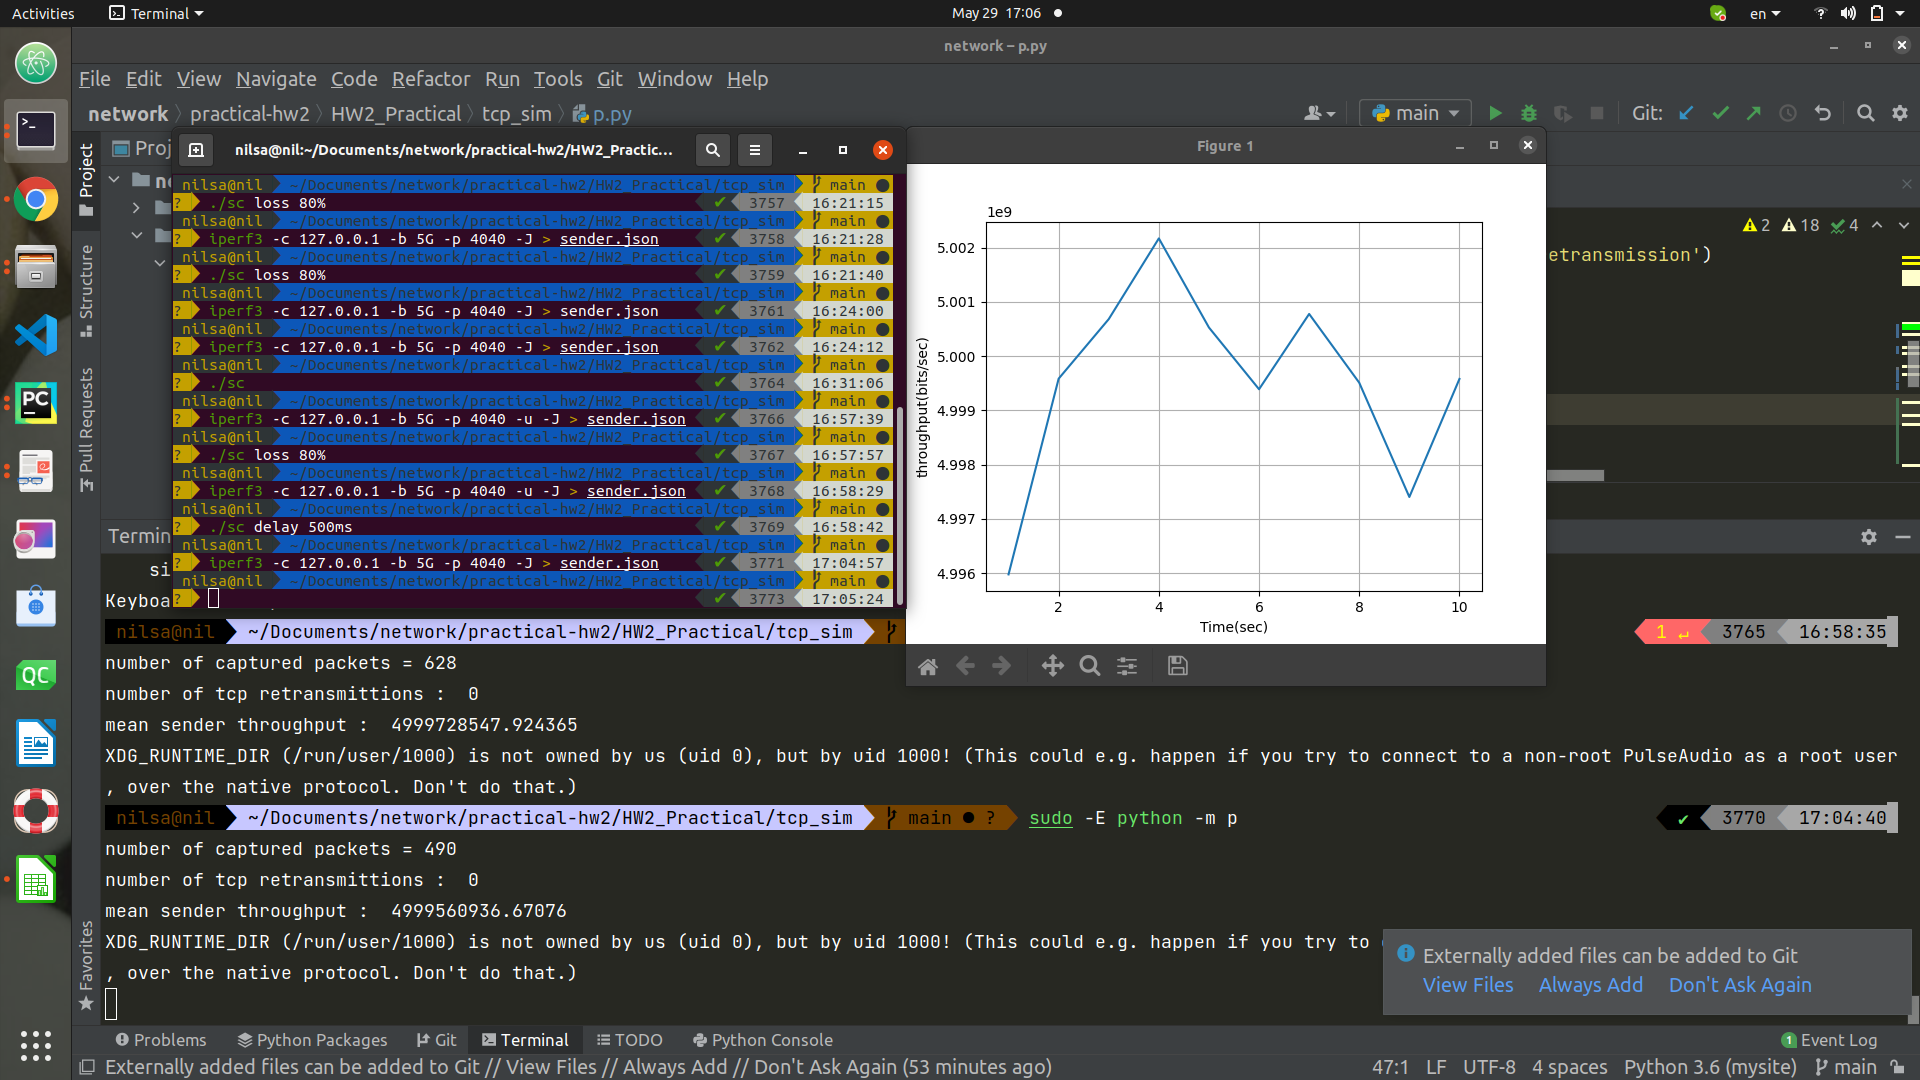 Activities
Terminal
May 29 17:06
en
network – p.py
File Edit View Navigate Code Refactor Run Tools Git Window Help
network practical-hw2 HW2_Practical tcp_sim p.py
main
Git:
Project
Structure
Pull Requests
Favorites
nilsa@nil:~/Documents/network/practical-hw2/HW2_Practic...
nilsa@nil ~/Documents/network/practical-hw2/HW2_Practical/tcp_sim main ●
? ./sc loss 80% ✔ 3757 16:21:15
nilsa@nil ~/Documents/network/practical-hw2/HW2_Practical/tcp_sim main ●
? iperf3 -c 127.0.0.1 -b 5G -p 4040 -J > sender.json ✔ 3758 16:21:28
nilsa@nil ~/Documents/network/practical-hw2/HW2_Practical/tcp_sim main ●
? ./sc loss 80% ✔ 3759 16:21:40
nilsa@nil ~/Documents/network/practical-hw2/HW2_Practical/tcp_sim main ●
? iperf3 -c 127.0.0.1 -b 5G -p 4040 -J > sender.json ✔ 3761 16:24:00
nilsa@nil ~/Documents/network/practical-hw2/HW2_Practical/tcp_sim main ●
? iperf3 -c 127.0.0.1 -b 5G -p 4040 -J > sender.json ✔ 3762 16:24:12
nilsa@nil ~/Documents/network/practical-hw2/HW2_Practical/tcp_sim main ●
? ./sc ✔ 3764 16:31:06
nilsa@nil ~/Documents/network/practical-hw2/HW2_Practical/tcp_sim main ●
? iperf3 -c 127.0.0.1 -b 5G -p 4040 -u -J > sender.json ✔ 3766 16:57:39
nilsa@nil ~/Documents/network/practical-hw2/HW2_Practical/tcp_sim main ●
? ./sc loss 80% ✔ 3767 16:57:57
nilsa@nil ~/Documents/network/practical-hw2/HW2_Practical/tcp_sim main ●
? iperf3 -c 127.0.0.1 -b 5G -p 4040 -u -J > sender.json ✔ 3768 16:58:29
nilsa@nil ~/Documents/network/practical-hw2/HW2_Practical/tcp_sim main ●
? ./sc delay 500ms ✔ 3769 16:58:42
nilsa@nil ~/Documents/network/practical-hw2/HW2_Practical/tcp_sim main ●
? iperf3 -c 127.0.0.1 -b 5G -p 4040 -J > sender.json ✔ 3771 17:04:57
nilsa@nil ~/Documents/network/practical-hw2/HW2_Practical/tcp_sim main ●
? ✔ 3773 17:05:24
Figure 1
1e9
5.002
5.001
5.000
4.999
4.998
4.997
4.996
throughput(bits/sec)
2 4 6 8 10
Time(sec)
2 18 4
etransmission')
Proj
n
Termin
si
Keyboa
nilsa@nil ~/Documents/network/practical-hw2/HW2_Practical/tcp_sim 1 ↵ 3765 16:58:35
number of captured packets = 628
number of tcp retransmittions :  0
mean sender throughput :  4999728547.924365
XDG_RUNTIME_DIR (/run/user/1000) is not owned by us (uid 0), but by uid 1000! (This could e.g. happen if you try to connect to a non-root PulseAudio as a root user
, over the native protocol. Don't do that.)
nilsa@nil ~/Documents/network/practical-hw2/HW2_Practical/tcp_sim main ● ? sudo -E python -m p ✔ 3770 17:04:40
number of captured packets = 490
number of tcp retransmittions :  0
mean sender throughput :  4999560936.67076
XDG_RUNTIME_DIR (/run/user/1000) is not owned by us (uid 0), but by uid 1000! (This could e.g. happen if you try to
, over the native protocol. Don't do that.)
Externally added files can be added to Git
View Files Always Add Don't Ask Again
Problems Python Packages Git Terminal TODO Python Console
1 Event Log
Externally added files can be added to Git // View Files // Always Add // Don't Ask Again (53 minutes ago)
47:1 LF UTF-8 4 spaces Python 3.6 (mysite) main
PC
QC